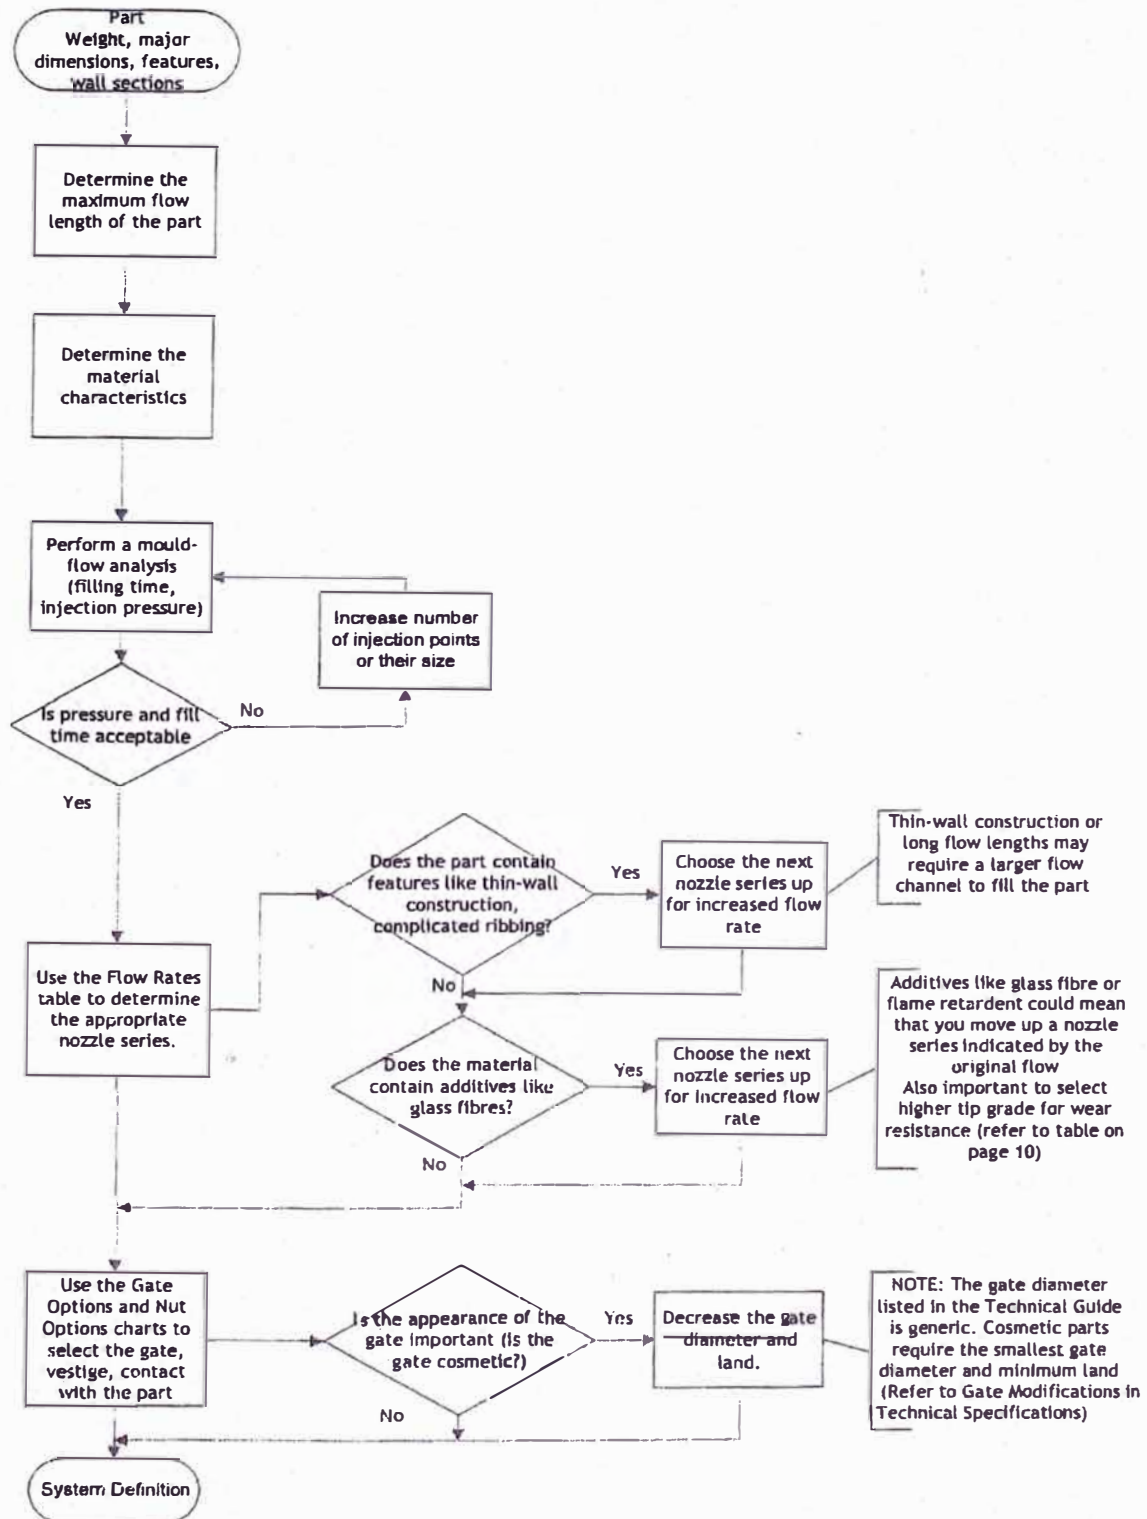 Part
Weight, major
dimensions, features,
wall sections
Determine the
maximum flow
length of the part
Determine the
material
characteristics
Perform a mould-
flow analysis
(filling time,
injection pressure)
Increase number
of injection points
or their size
Is pressure and fill
time acceptable
No
Yes
Does the part contain
features like thin-wall
construction,
complicated ribbing?
Yes
Choose the next
nozzle series up
for increased flow
rate
Thin-wall construction or
long flow lengths may
require a larger flow
channel to fill the part
Use the Flow Rates
table to determine
the appropriate
nozzle series.
No
Does the material
contain additives like
glass fibres?
Yes
Choose the next
nozzle series up
for increased flow
rate
Additives like glass fibre or
flame retardent could mean
that you move up a nozzle
series indicated by the
original flow
Also important to select
higher tip grade for wear
resistance (refer to table on
page 10)
No
Use the Gate
Options and Nut
Options charts to
select the gate,
vestige, contact
with the part
Is the appearance of the
gate important (is the
gate cosmetic?)
Yes
Decrease the gate
diameter and
land.
NOTE: The gate diameter
listed in the Technical Guide
is generic. Cosmetic parts
require the smallest gate
diameter and minimum land
(Refer to Gate Modifications in
Technical Specifications)
No
System Definition